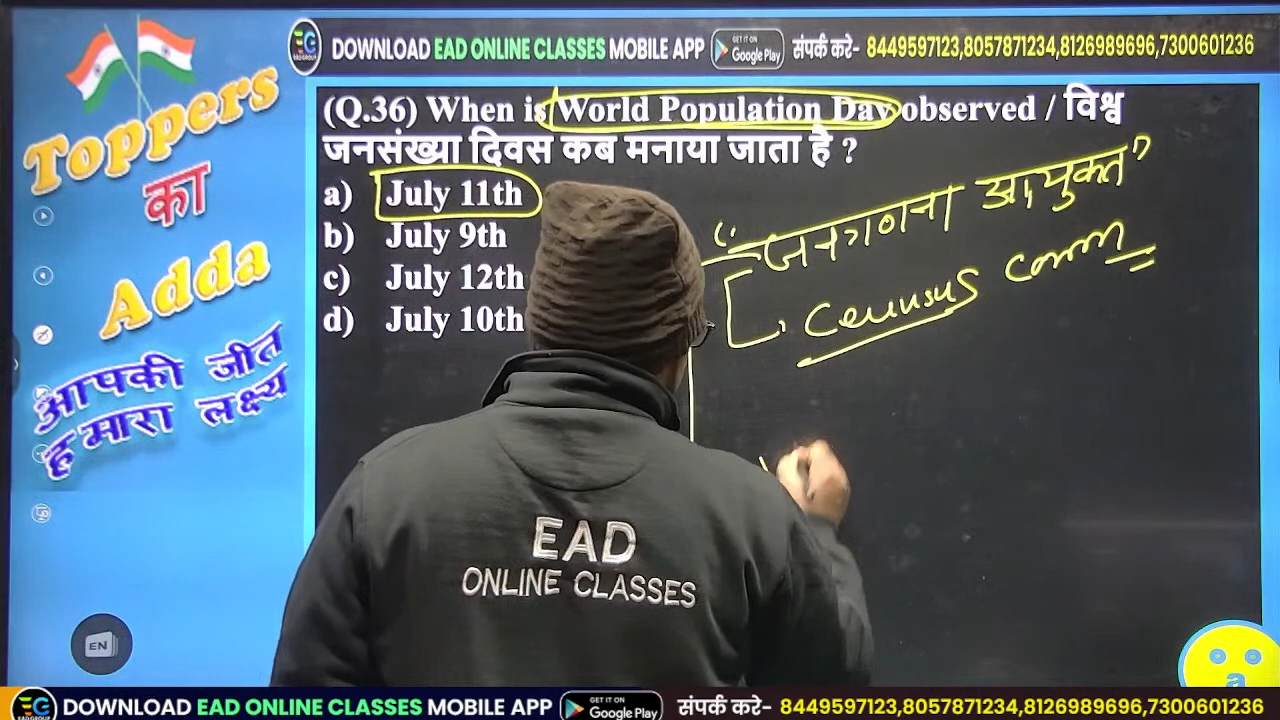 EG DOWNLOAD EAD ONLINE CLASSES MOBILE APP GET IT ON Google Play संपर्क करे- 8449597123,8057871234,8126989696,7300601236
Toppers
का
Adda
आपकी जीत
हमारा लक्ष्य
(Q.36) When is World Population Day observed / विश्व
जनसंख्या दिवस कब मनाया जाता है ?
a) July 11th
b) July 9th
c) July 12th
d) July 10th
जनगणना आयुक्त
Census Comm
EAD
ONLINE CLASSES
EN
a
EG DOWNLOAD EAD ONLINE CLASSES MOBILE APP GET IT ON Google Play संपर्क करे- 8449597123,8057871234,8126989696,7300601236